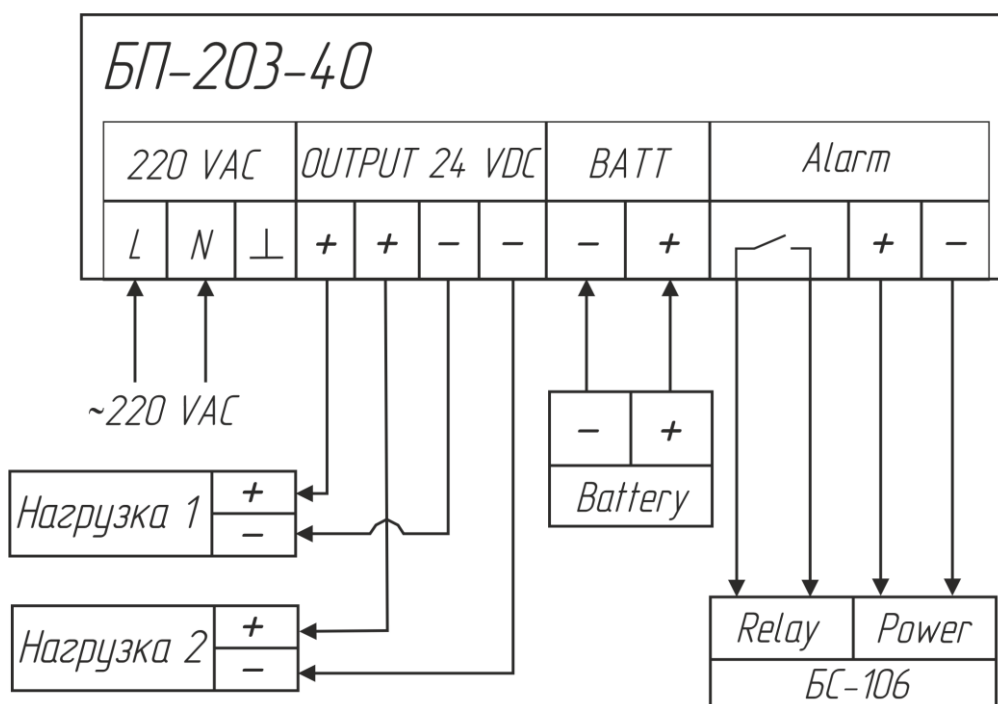 БП-203-40
220 VAC OUTPUT 24 VDC BATT Alarm
L N ⊥ + + - - - + + -
~220 VAC
- +
Battery
Нагрузка 1 + -
Нагрузка 2 + -
Relay Power
БС-106